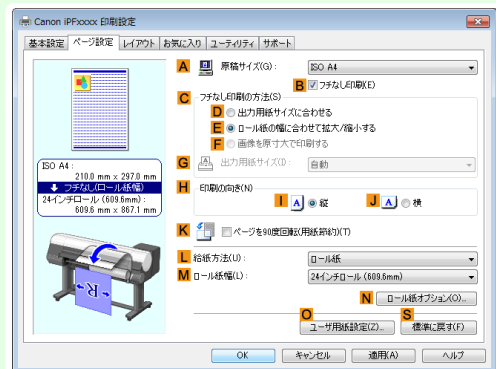 Canon iPFxxxx 印刷設定
基本設定 ページ設定 レイアウト お気に入り ユーティリティ サポート
A 原稿サイズ(G): ISO A4
B フチなし印刷(E)
C フチなし印刷の方法(S)
D 出力用紙サイズに合わせる
E ロール紙の幅に合わせて拡大/縮小する
F 画像を原寸大で印刷する
G 出力用紙サイズ(I): 自動
H 印刷の向き(N)
I A 縦 J A 横
K ページを90度回転(用紙節約)(T)
L 給紙方法(U): ロール紙
M ロール紙幅(L): 24インチロール (609.6mm)
N ロール紙オプション(O)...
O S
ユーザ用紙設定(Z)... 標準に戻す(F)
ISO A4:
210.0 mm x 297.0 mm
フチなし(ロール紙幅)
24インチロール (609.6mm):
609.6 mm x 867.1 mm
R
OK キャンセル 適用(A) ヘルプ